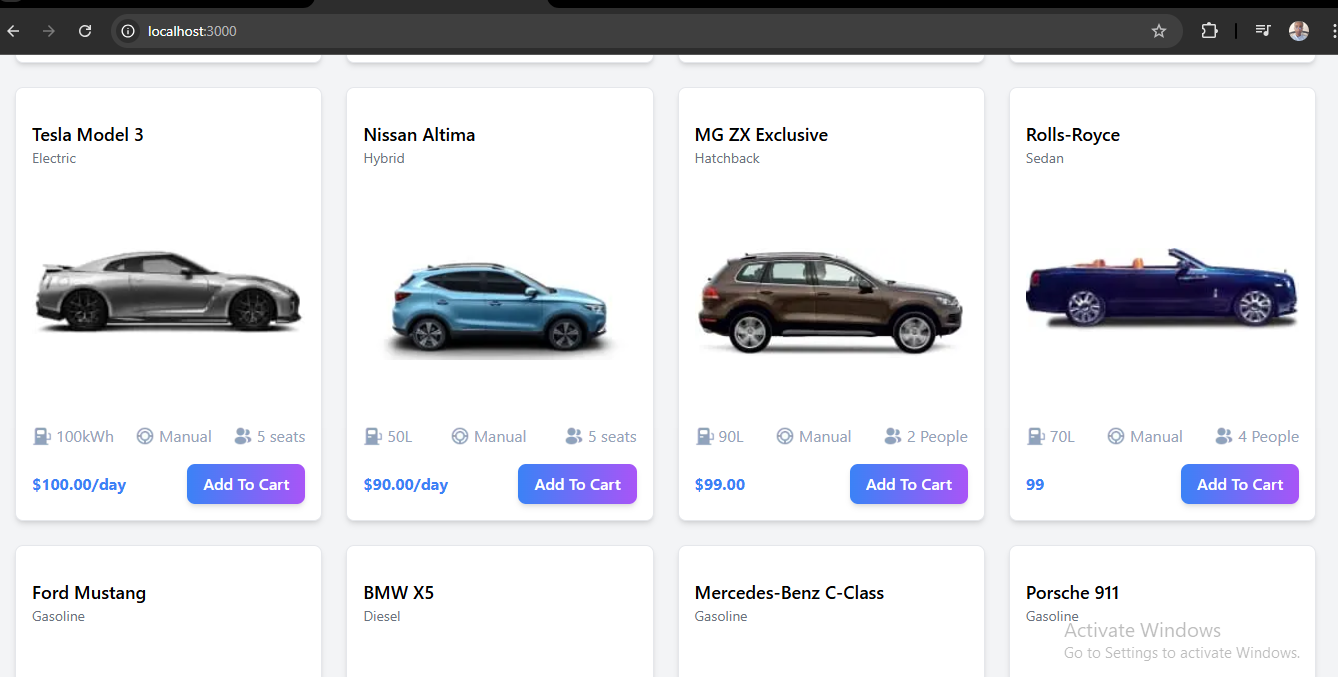 localhost:3000
Tesla Model 3
Electric
Nissan Altima
Hybrid
MG ZX Exclusive
Hatchback
Rolls-Royce
Sedan
100kWh Manual 5 seats
50L Manual 5 seats
90L Manual 2 People
70L Manual 4 People
$100.00/day Add To Cart
$90.00/day Add To Cart
$99.00 Add To Cart
99 Add To Cart
Ford Mustang
Gasoline
BMW X5
Diesel
Mercedes-Benz C-Class
Gasoline
Porsche 911
Gasoline
Activate Windows
Go to Settings to activate Windows.